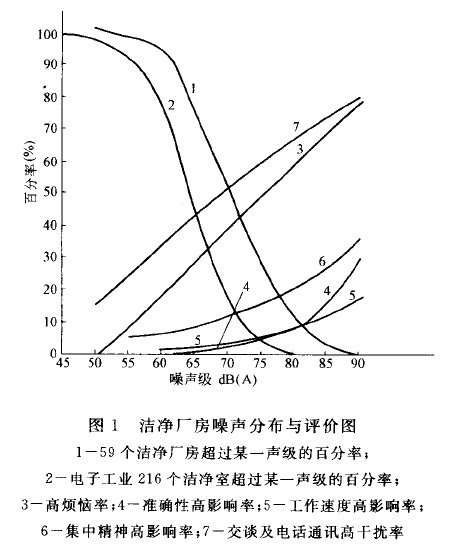 百分率(%)
100
90
80
70
60
50
40
30
20
10
0
1
2
7
3
6
4
4
5
5
45 50 55 60 65 70 75 80 85 90
噪声级 dB(A)
图 1 洁净厂房噪声分布与评价图
1—59 个洁净厂房超过某一声级的百分率;
2—电子工业 216 个洁净室超过某一声级的百分率;
3—高烦恼率;4—准确性高影响率;5—工作速度高影响率;
6—集中精神高影响率;7—交谈及电话通讯高干扰率